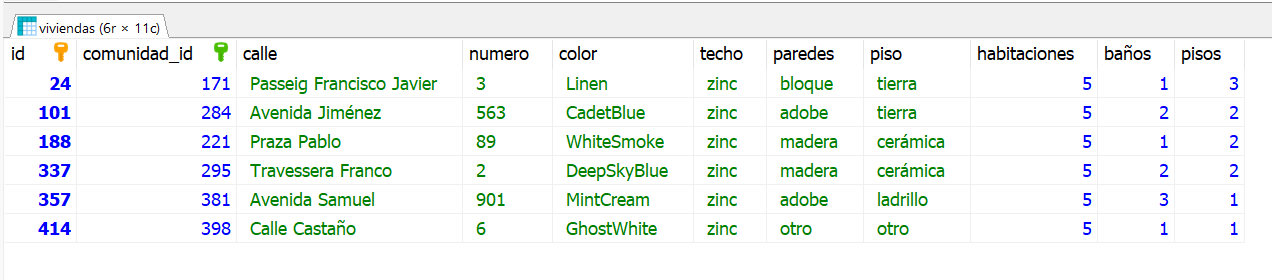 viviendas (6r × 11c)
id comunidad_id calle numero color techo paredes piso habitaciones baños pisos
24 171 Passeig Francisco Javier 3 Linen zinc bloque tierra 5 1 3
101 284 Avenida Jiménez 563 CadetBlue zinc adobe tierra 5 2 2
188 221 Praza Pablo 89 WhiteSmoke zinc madera cerámica 5 1 2
337 295 Travessera Franco 2 DeepSkyBlue zinc madera cerámica 5 2 2
357 381 Avenida Samuel 901 MintCream zinc adobe ladrillo 5 3 1
414 398 Calle Castaño 6 GhostWhite zinc otro otro 5 1 1